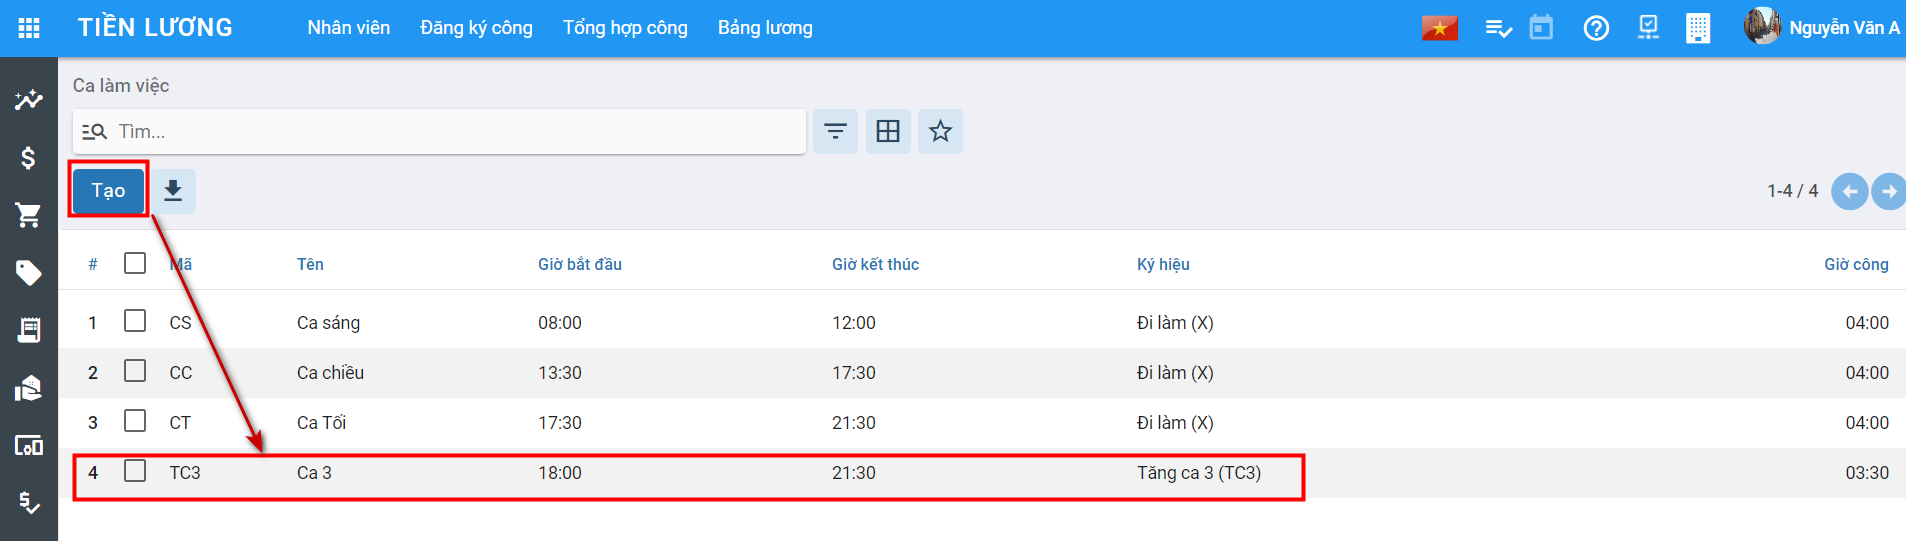 TIỀN LƯƠNG Nhân viên Đăng ký công Tổng hợp công Bảng lương Nguyễn Văn A
Ca làm việc
Tìm...
Tạo 1-4 / 4
# Mã Tên Giờ bắt đầu Giờ kết thúc Ký hiệu Giờ công
1 CS Ca sáng 08:00 12:00 Đi làm (X) 04:00
2 CC Ca chiều 13:30 17:30 Đi làm (X) 04:00
3 CT Ca Tối 17:30 21:30 Đi làm (X) 04:00
4 TC3 Ca 3 18:00 21:30 Tăng ca 3 (TC3) 03:30